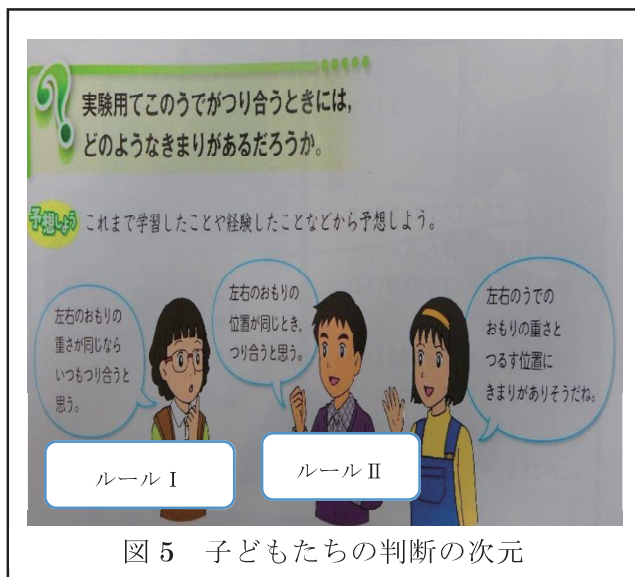 実験用てこのうでがつり合うときには,
どのようなきまりがあるだろうか。
予想しよう これまで学習したことや経験したことなどから予想しよう。
左右のおもりの
重さが同じなら
いつもつり合うと
思う。
左右のおもりの
位置が同じとき,
つり合うと思う。
左右のうでの
おもりの重さと
つるす位置に
きまりがありそうだね。
ルールⅠ
ルールⅡ
図5 子どもたちの判断の次元